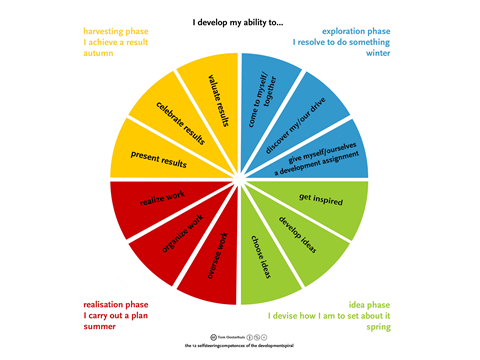 I develop my ability to...
harvesting phase
I achieve a result
autumn
exploration phase
I resolve to do something
winter
come to myself/
together
discover my/our drive
give myself/ourselves
a development assignment
get inspired
develop ideas
choose ideas
oversee work
organize work
realize work
present results
celebrate results
valuate results
realisation phase
I carry out a plan
summer
idea phase
I devise how I am to set about it
spring
Tom Oosterhuis
the 12 selfsteeringcompetences of the developmentspiral